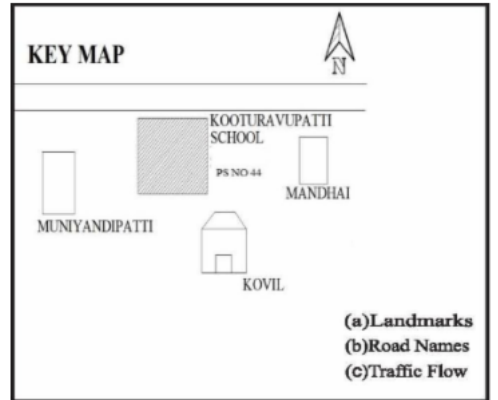 KEY MAP
N
KOOTURAVUPATTI
SCHOOL
PS NO 44
MANDHAI
MUNIYANDIPATTI
KOVIL
(a)Landmarks
(b)Road Names
(c)Traffic Flow